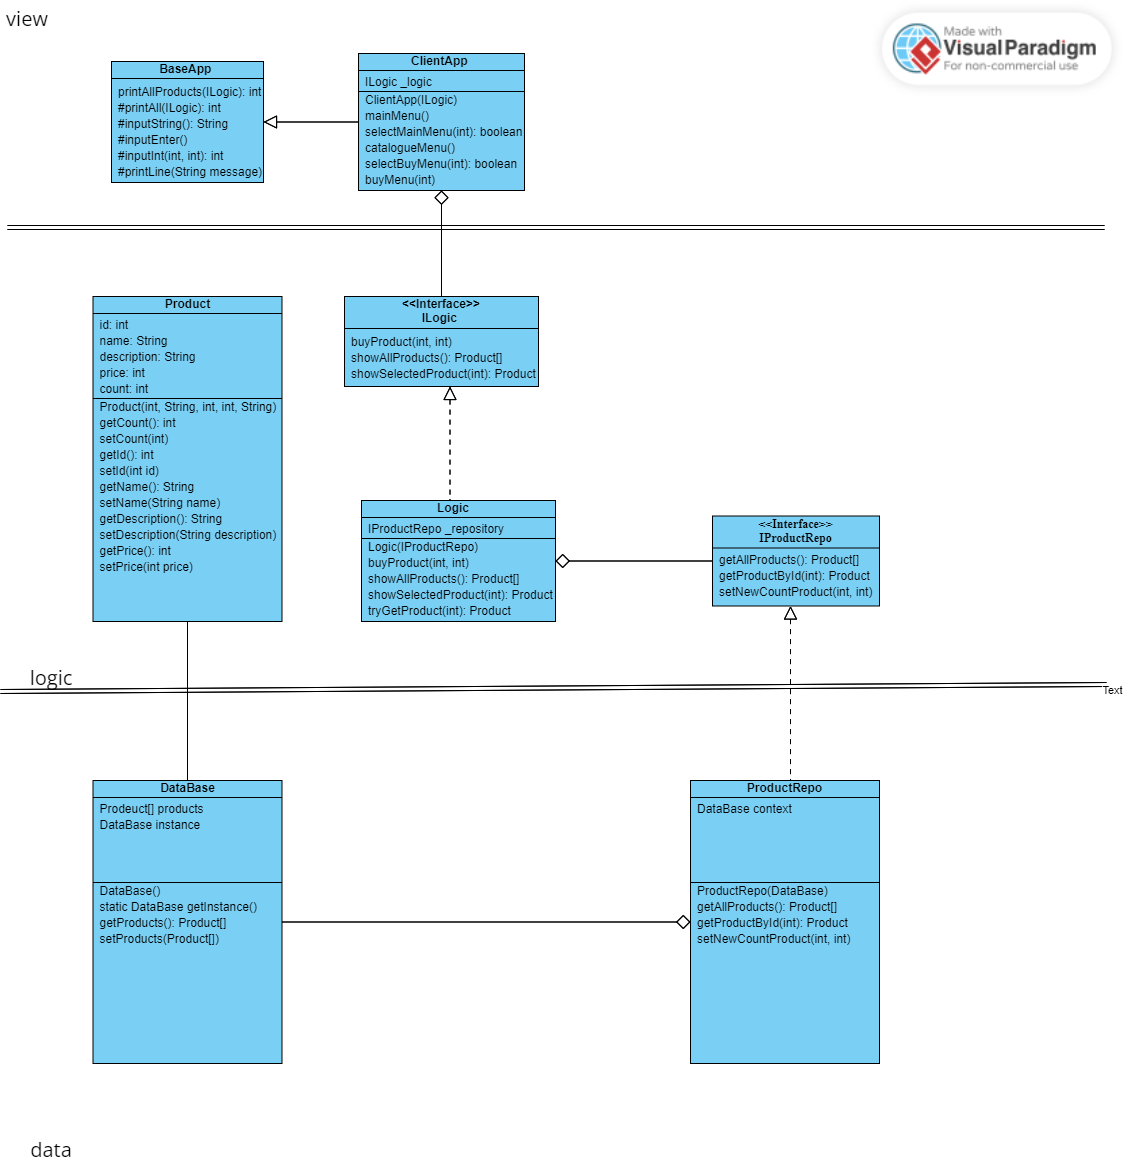 view
Made with
Visual Paradigm
For non-commercial use
BaseApp
printAllProducts(ILogic): int
#printAll(ILogic): int
#inputString(): String
#inputEnter()
#inputInt(int, int): int
#printLine(String message)
ClientApp
ILogic _logic
ClientApp(ILogic)
mainMenu()
selectMainMenu(int): boolean
catalogueMenu()
selectBuyMenu(int): boolean
buyMenu(int)
Product
id: int
name: String
description: String
price: int
count: int
Product(int, String, int, int, String)
getCount(): int
setCount(int)
getId(): int
setId(int id)
getName(): String
setName(String name)
getDescription(): String
setDescription(String description)
getPrice(): int
setPrice(int price)
<<Interface>>
ILogic
buyProduct(int, int)
showAllProducts(): Product[]
showSelectedProduct(int): Product
Logic
IProductRepo _repository
Logic(IProductRepo)
buyProduct(int, int)
showAllProducts(): Product[]
showSelectedProduct(int): Product
tryGetProduct(int): Product
<<Interface>>
IProductRepo
getAllProducts(): Product[]
getProductById(int): Product
setNewCountProduct(int, int)
logic
Text
DataBase
Prodeuct[] products
DataBase instance
DataBase()
static DataBase getInstance()
getProducts(): Product[]
setProducts(Product[])
ProductRepo
DataBase context
ProductRepo(DataBase)
getAllProducts(): Product[]
getProductById(int): Product
setNewCountProduct(int, int)
data